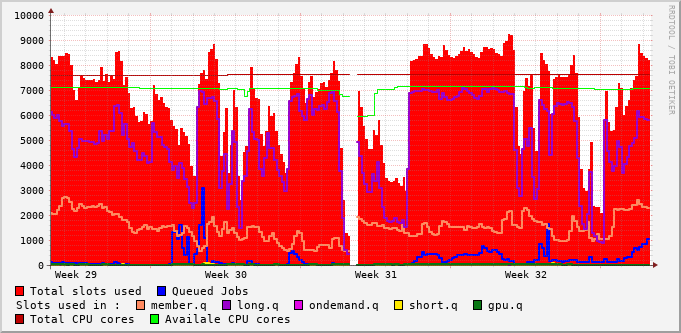 10000
9000
8000
7000
6000
5000
4000
3000
2000
1000
0
Week 29 Week 30 Week 31 Week 32
RRDTOOL / TOBI OETIKER
Total slots used Queued Jobs
Slots used in : member.q long.q ondemand.q short.q gpu.q
Total CPU cores Availale CPU cores